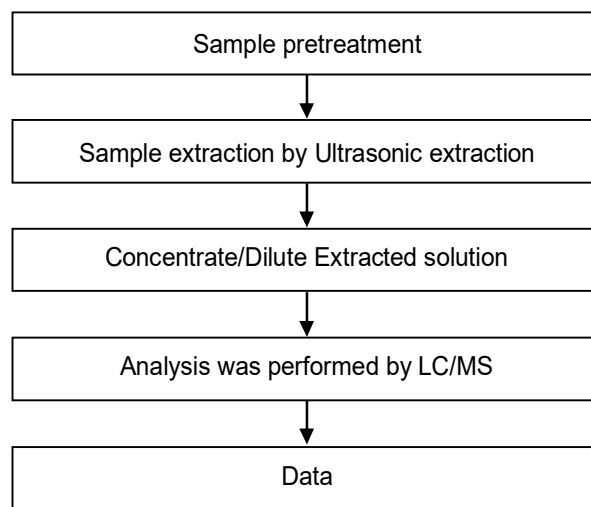 Sample pretreatment
Sample extraction by Ultrasonic extraction
Concentrate/Dilute Extracted solution
Analysis was performed by LC/MS
Data